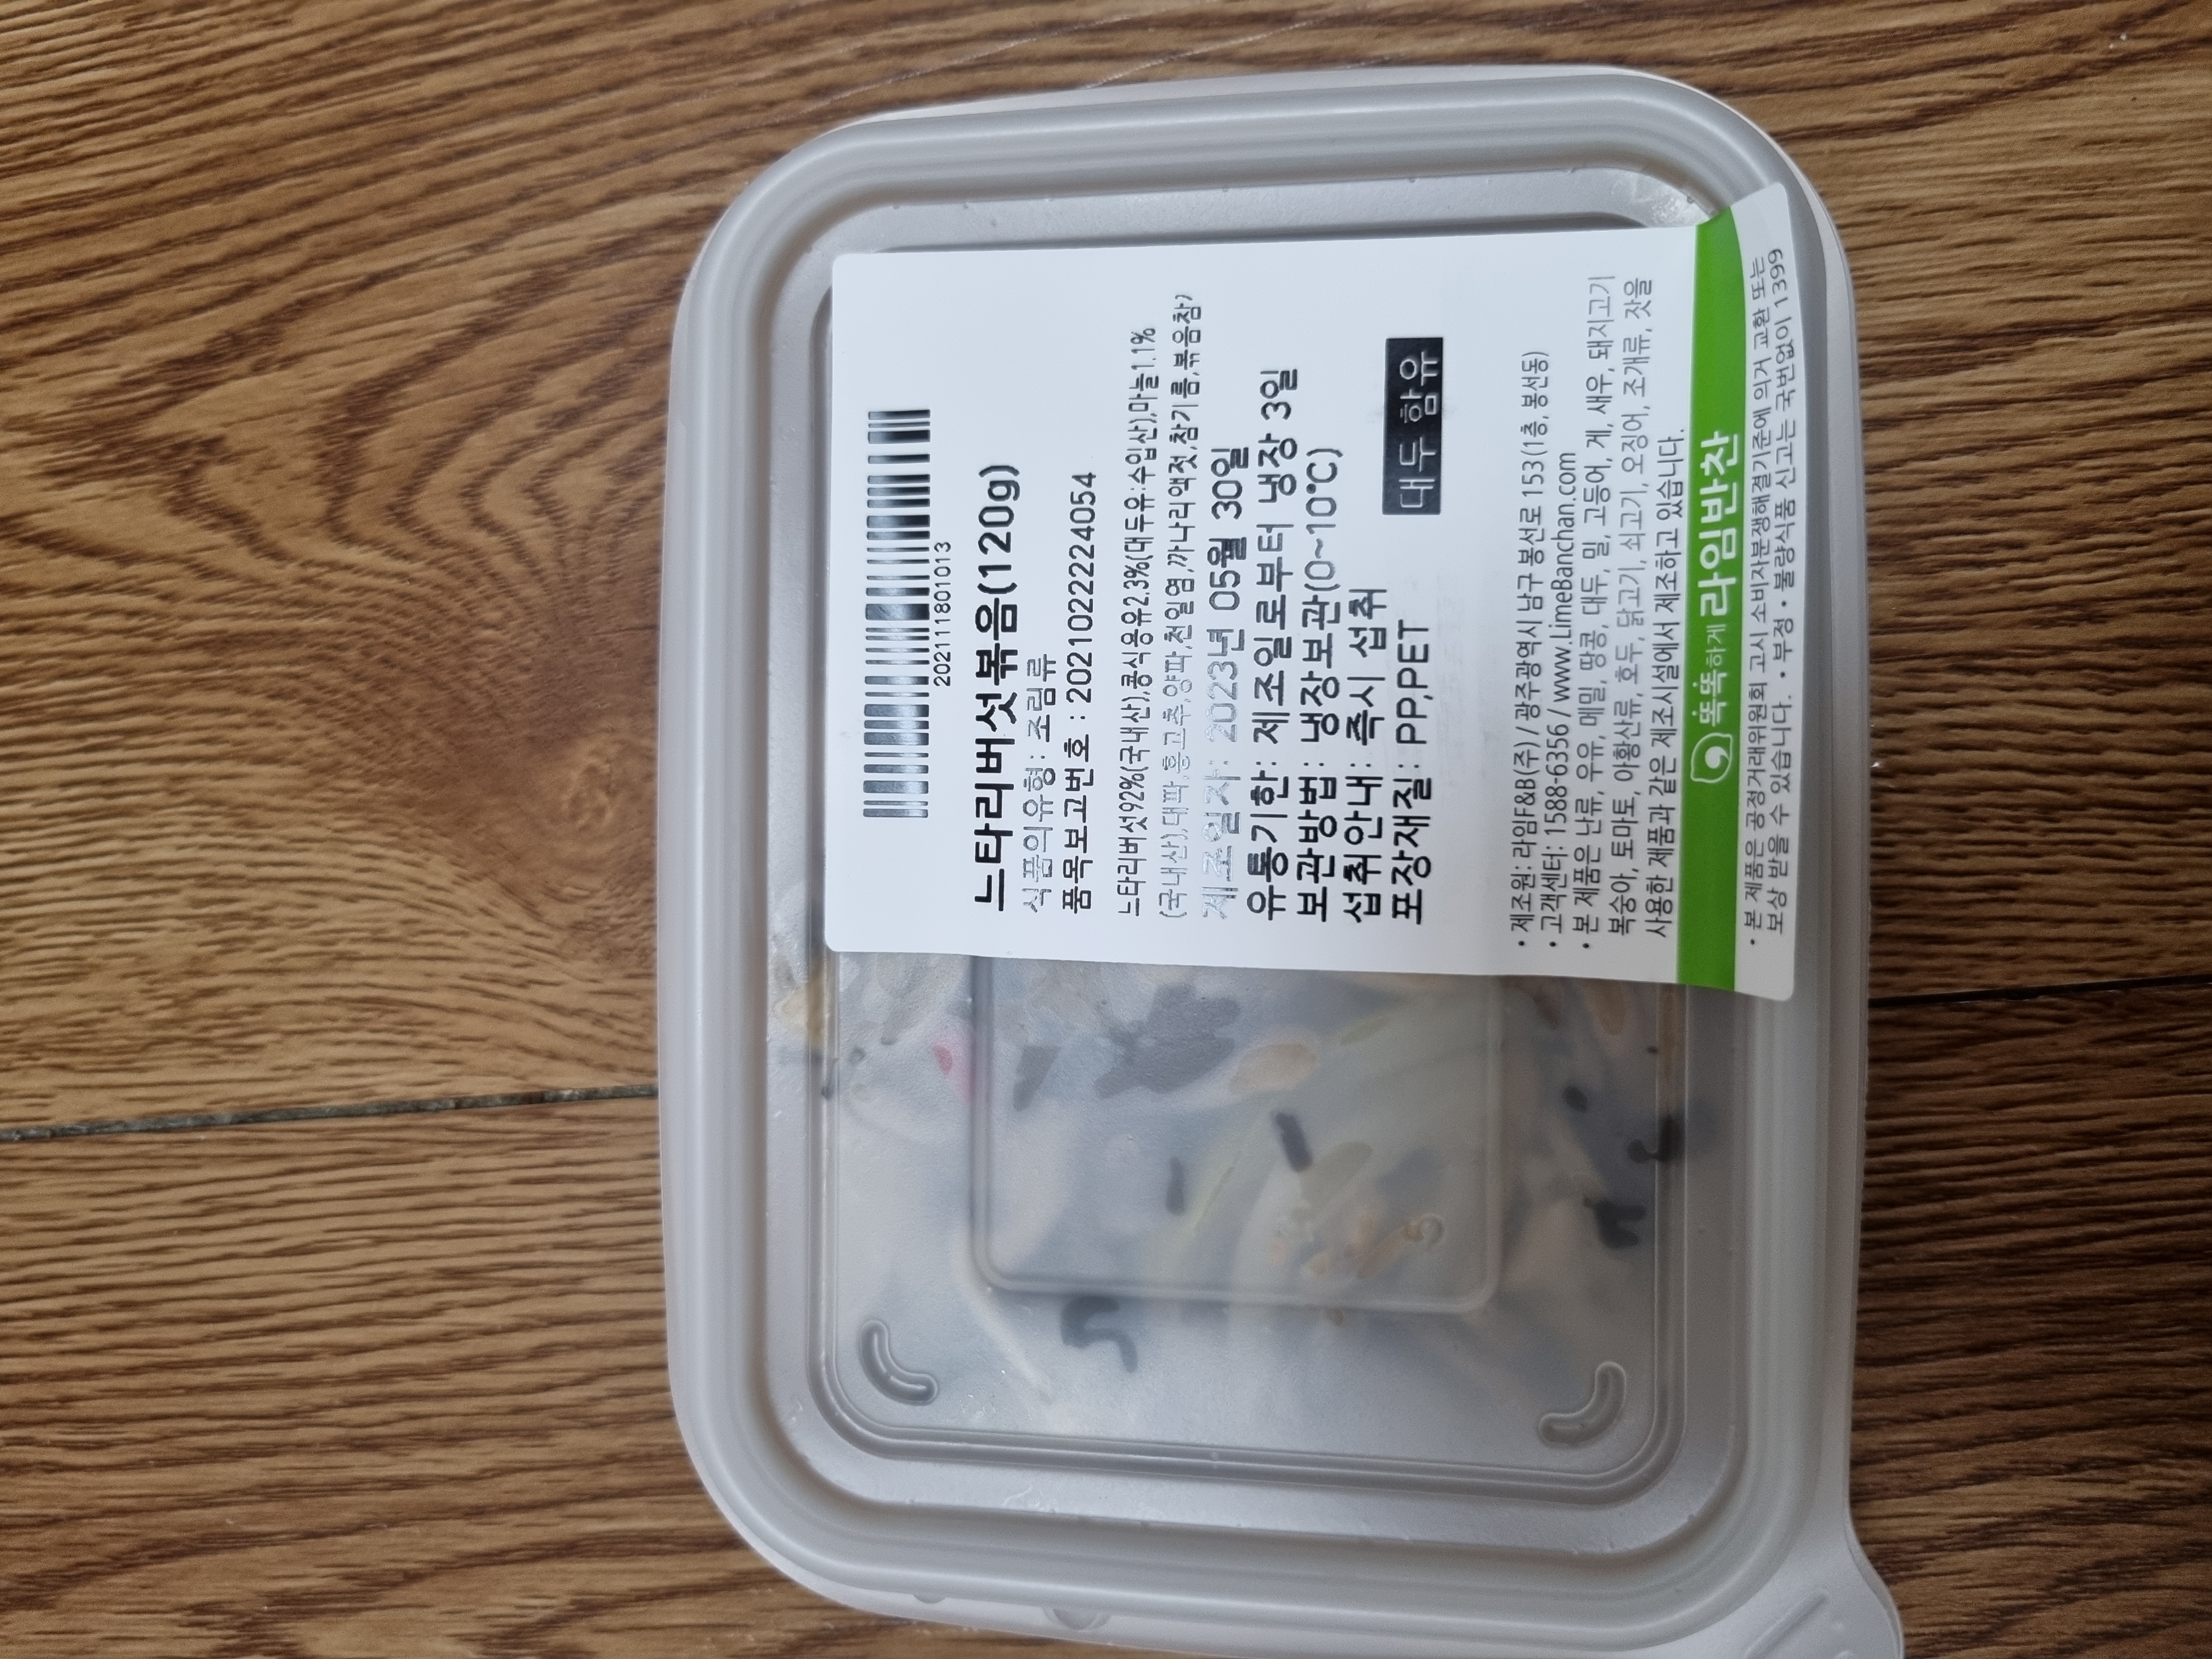 202111801013
느타리버섯볶음(120g)
식품의유형: 조림류
품목보고번호 : 20210222224054
느타리버섯92%(국내산),콩식용유2.3%(대두유:수입산),마늘1.1%
(국내산),대파,홍고추,양파,천일염,까나리액젓,참기름,볶음참
제조일자: 2023년 05월 30일
유통기한: 제조일로부터 냉장 3일
보관방법: 냉장보관(0~10°C)
섭취안내: 즉시 섭취
포장재질: PP,PET
대두 함유
• 제조원: 라임F&B(주) / 광주광역시 남구 봉선로 153(1층, 봉선동)
• 고객센터: 1588-6356 / www.LimeBanchan.com
• 본 제품은 난류, 우유, 메밀, 땅콩, 대두, 밀, 고등어, 게, 새우, 돼지고기
복숭아, 토마토, 아황산류, 호두, 닭고기, 쇠고기, 오징어, 조개류, 잣을
사용한 제품과 같은 제조시설에서 제조하고 있습니다.
똑똑하게 라임반찬
• 본 제품은 공정거래위원회 고시 소비자분쟁해결기준에 의거 교환 또는
보상 받을 수 있습니다. • 부정 • 불량식품 신고는 국번없이 1399
5